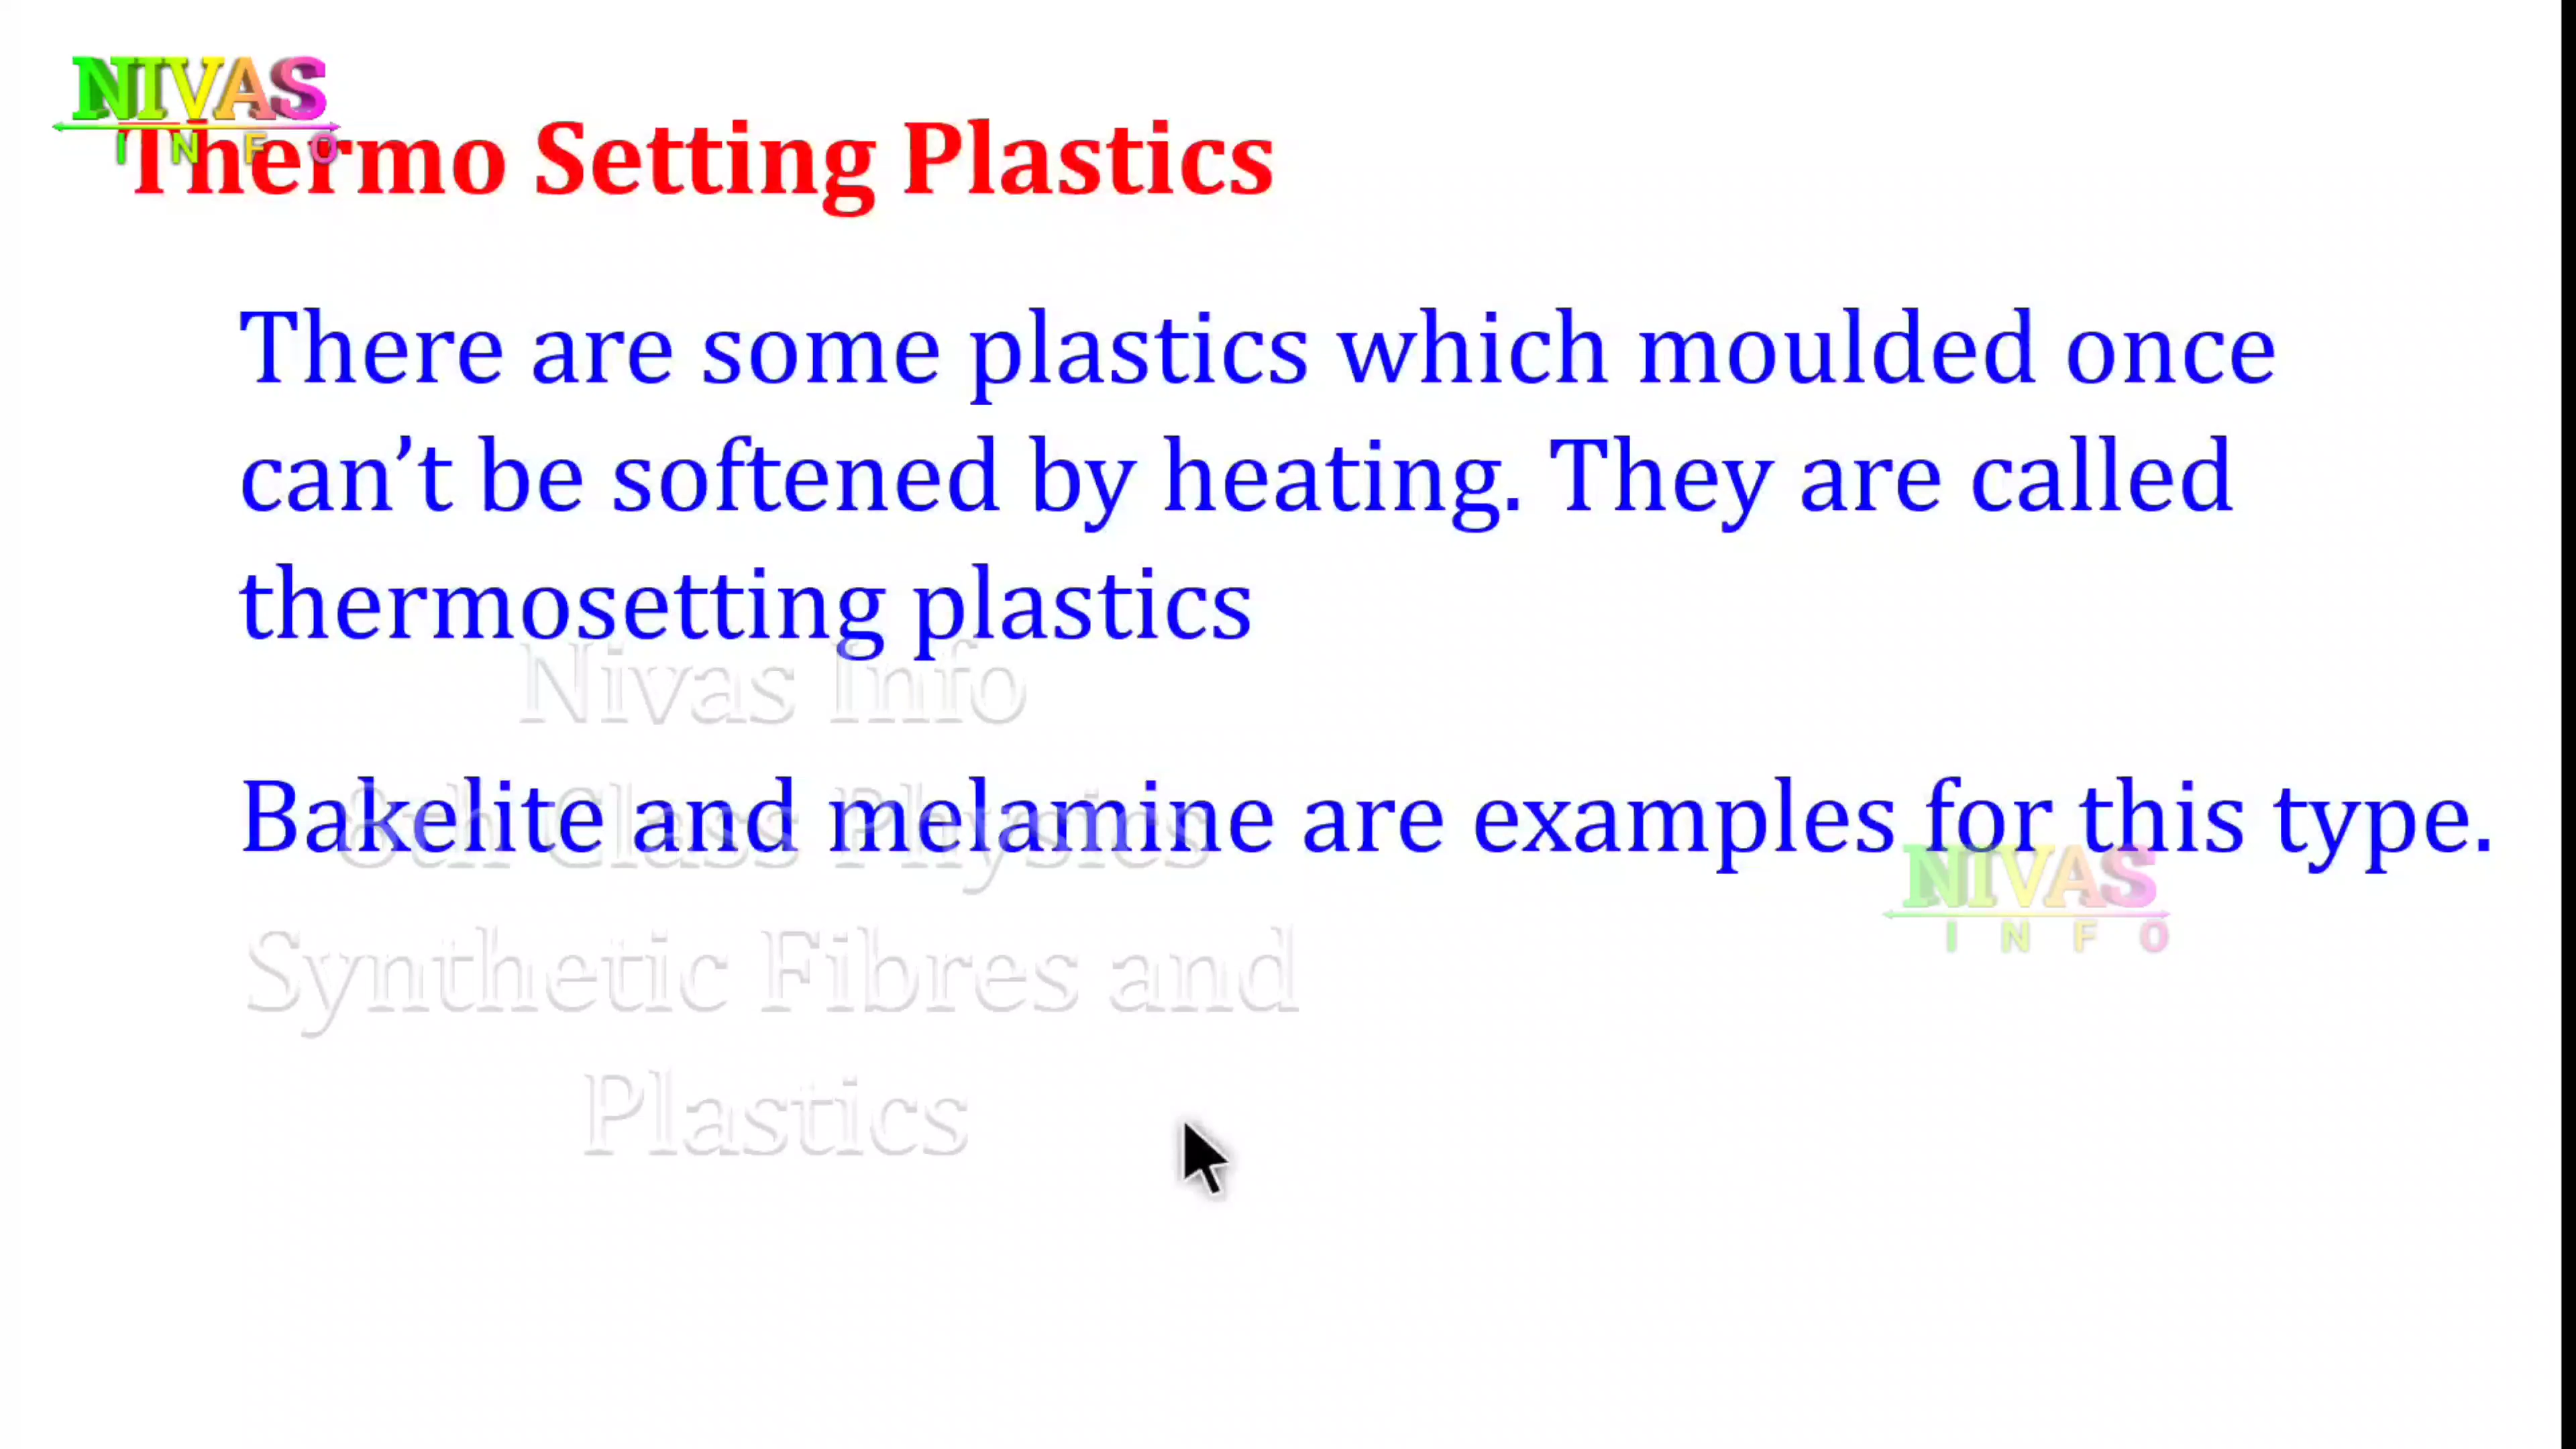 NIVAS
INFO
Thermo Setting Plastics
There are some plastics which moulded once
can’t be softened by heating. They are called
thermosetting plastics
Nivas Info
Bakelite and melamine are examples for this type.
8th Class Physics
NIVAS
INFO
Synthetic Fibres and
Plastics